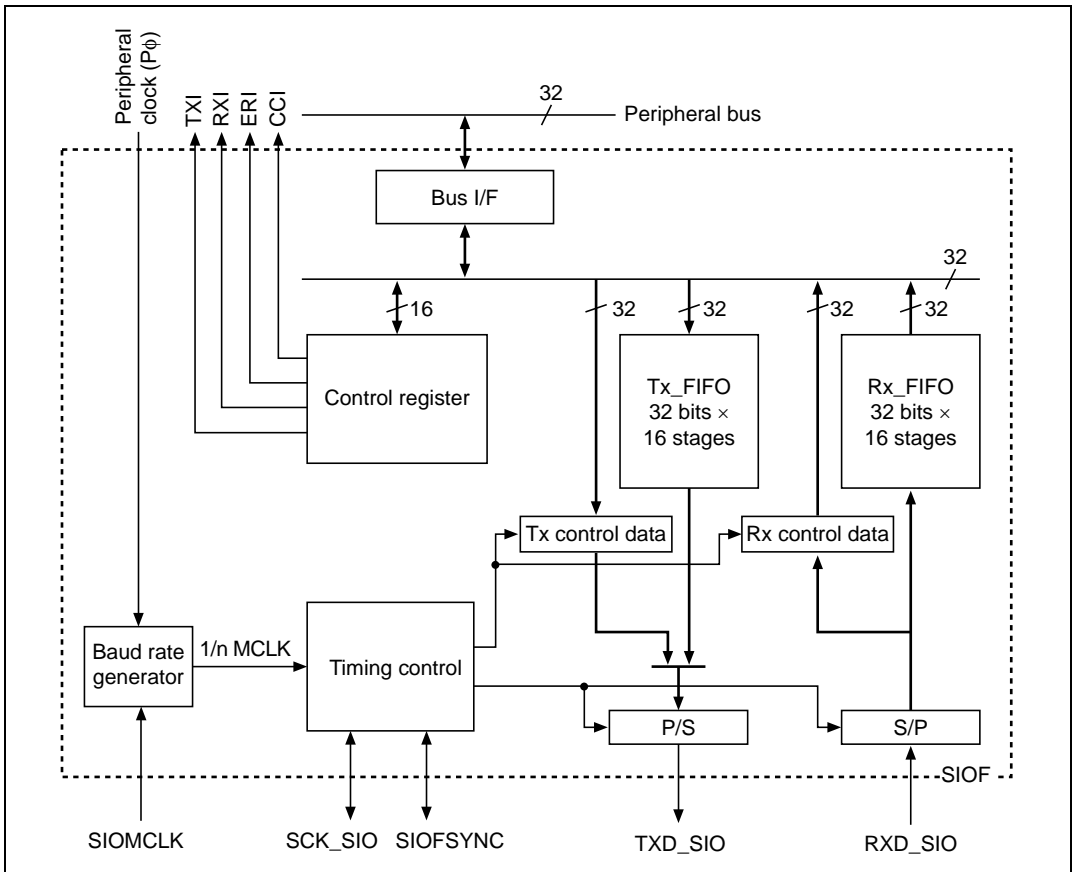 Peripheral
clock (Pϕ)
TXI
RXI
ERI
CCI
32
Peripheral bus
Bus I/F
32
16
32
32
32
32
Control register
Tx_FIFO
32 bits ×
16 stages
Rx_FIFO
32 bits ×
16 stages
Tx control data
Rx control data
Baud rate
generator
1/n MCLK
Timing control
P/S
S/P
SIOF
SIOMCLK
SCK_SIO
SIOFSYNC
TXD_SIO
RXD_SIO